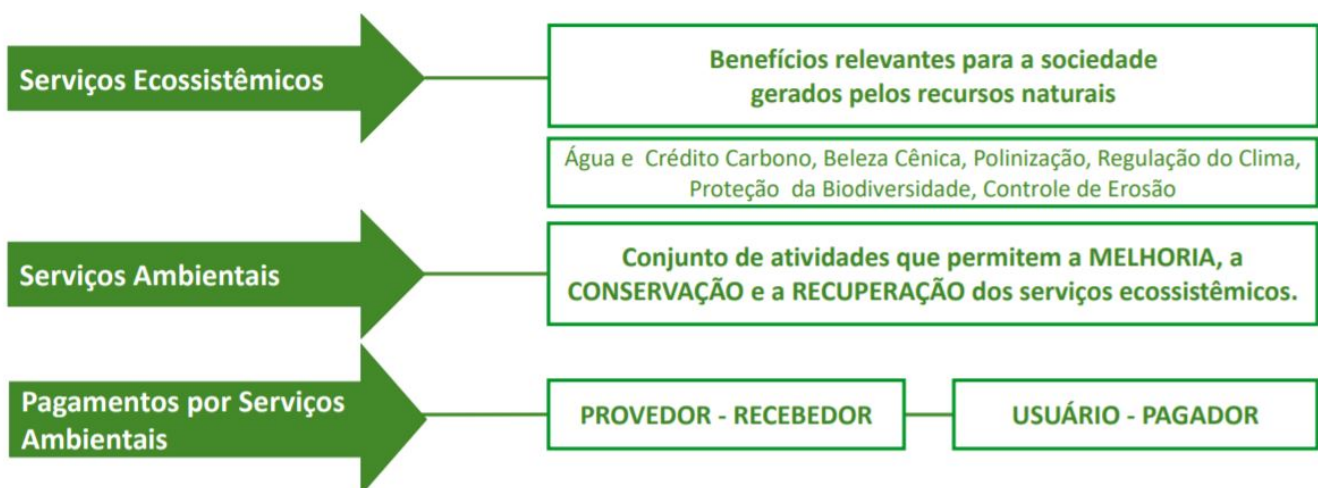 Serviços Ecossistêmicos
Benefícios relevantes para a sociedade
gerados pelos recursos naturais
Água e Crédito Carbono, Beleza Cênica, Polinização, Regulação do Clima,
Proteção da Biodiversidade, Controle de Erosão
Serviços Ambientais
Conjunto de atividades que permitem a MELHORIA, a
CONSERVAÇÃO e a RECUPERAÇÃO dos serviços ecossistêmicos.
Pagamentos por Serviços
Ambientais
PROVEDOR - RECEBEDOR
USUÁRIO - PAGADOR